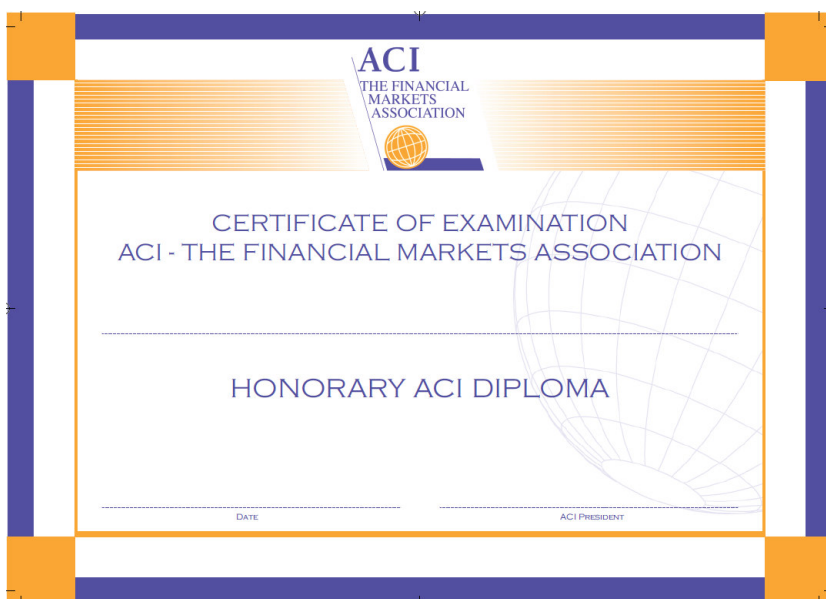 ACI
THE FINANCIAL
MARKETS
ASSOCIATION
CERTIFICATE OF EXAMINATION
ACI - THE FINANCIAL MARKETS ASSOCIATION
HONORARY ACI DIPLOMA
DATE
ACI PRESIDENT